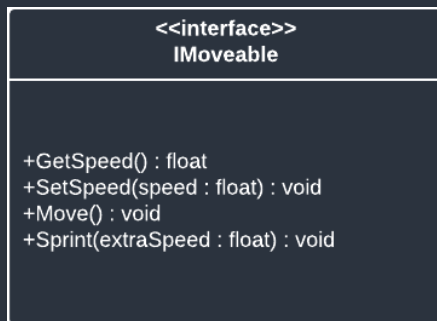 <<interface>>
IMoveable
+GetSpeed() : float
+SetSpeed(speed : float) : void
+Move() : void
+Sprint(extraSpeed : float) : void